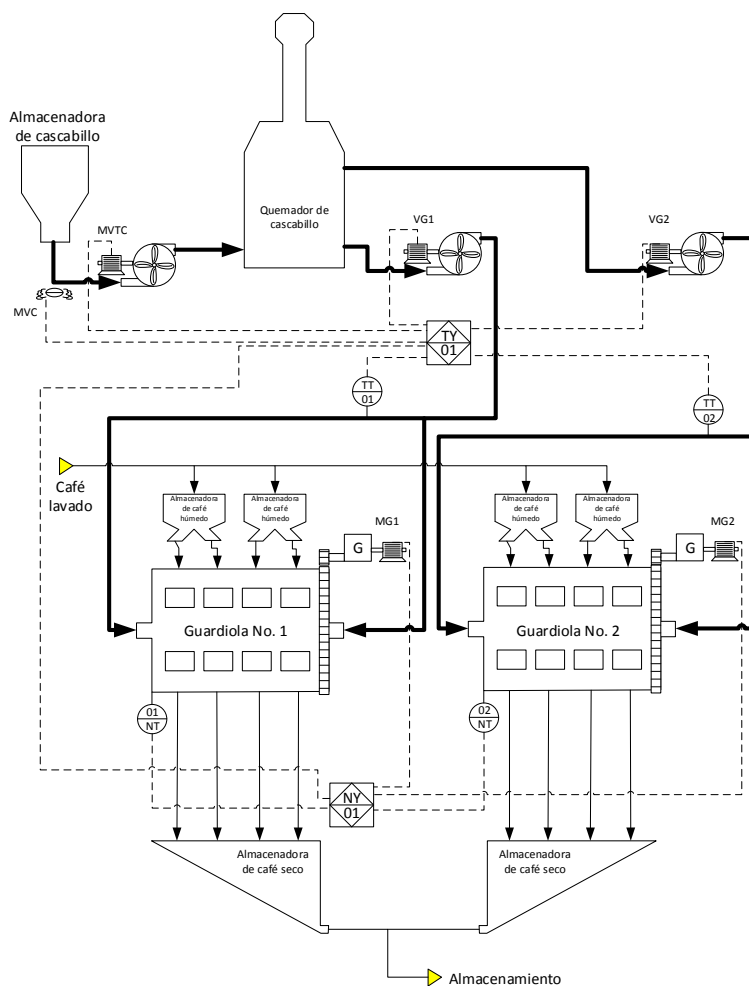 Almacenadora
de cascabillo
Quemador de
cascabillo
MVTC
VG1
VG2
MVC
TY
01
TT
01
TT
02
Café
lavado
Almacenadora
de café
húmedo
Almacenadora
de café
húmedo
Almacenadora
de café
húmedo
Almacenadora
de café
húmedo
G
MG1
G
MG2
Guardiola No. 1
Guardiola No. 2
01
NT
02
NT
NY
01
Almacenadora
de café seco
Almacenadora
de café seco
Almacenamiento